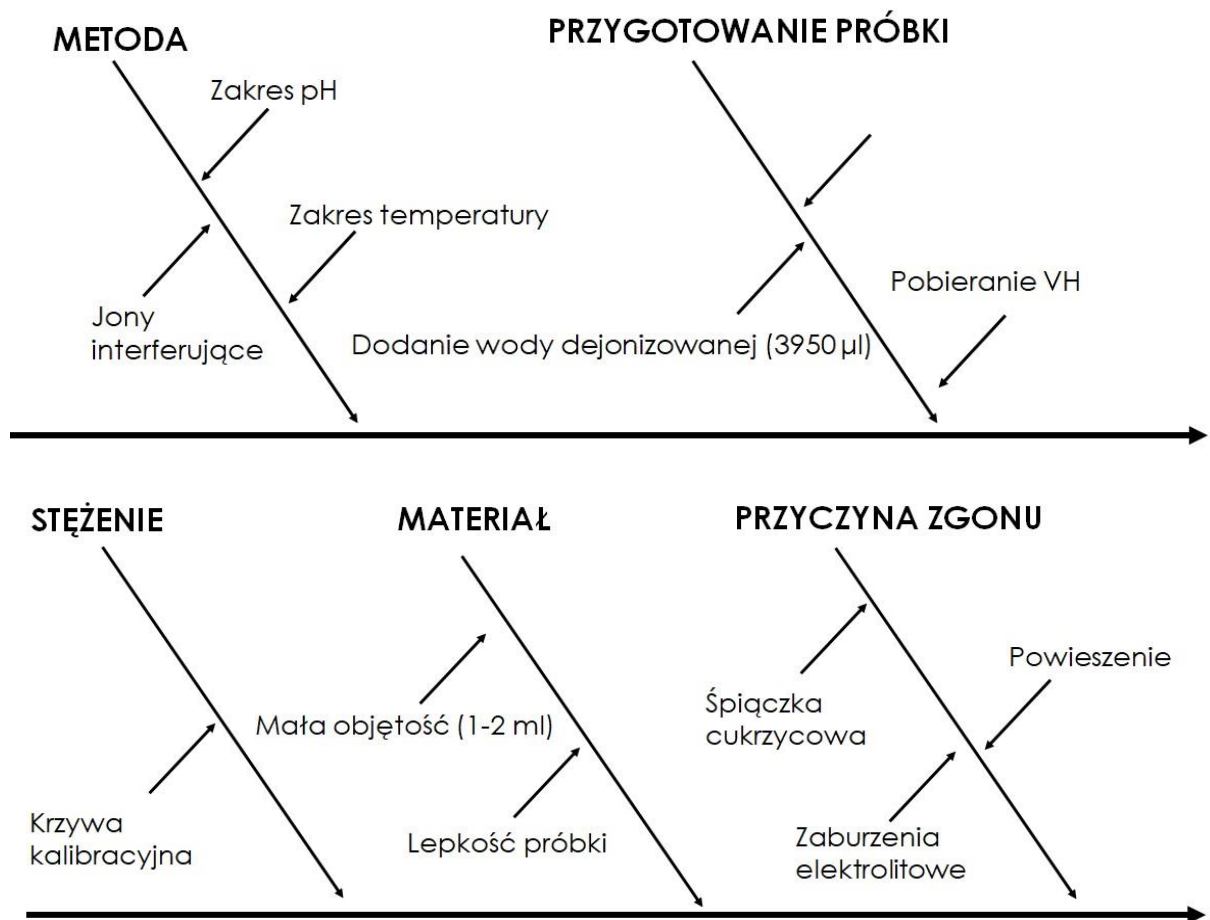 METODA
PRZYGOTOWANIE PRÓBKI
Zakres pH
Zakres temperatury
Jony
interferujące
Dodanie wody dejonizowanej (3950 µl)
Pobieranie VH
STĘŻENIE
MATERIAŁ
PRZYCZYNA ZGONU
Krzywa
kalibracyjna
Mała objętość (1-2 ml)
Lepkość próbki
Śpiączka
cukrzycowa
Powieszenie
Zaburzenia
elektrolitowe